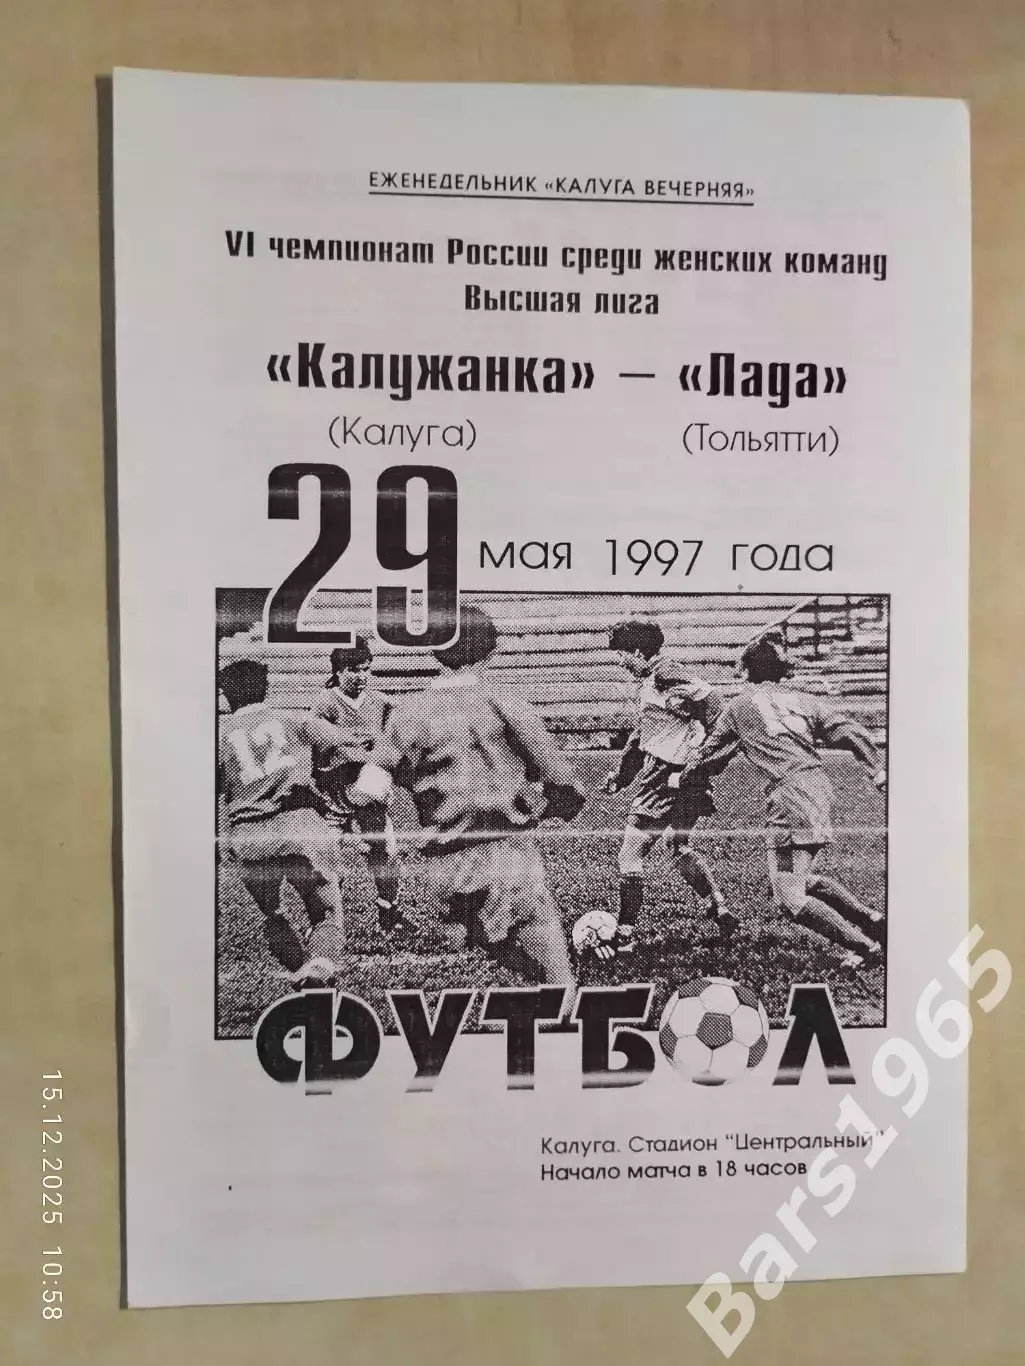 ЕЖЕНЕДЕЛЬНИК «КАЛУГА ВЕЧЕРНЯЯ»
VI чемпионат России среди женских команд
Высшая лига
«Калужанка» – «Лада»
(Калуга) (Тольятти)
29 мая 1997 года
12
ФУТБОЛ
Калуга. Стадион "Центральный"
Начало матча в 18 часов
15.12.2025 10:58
Bars1965